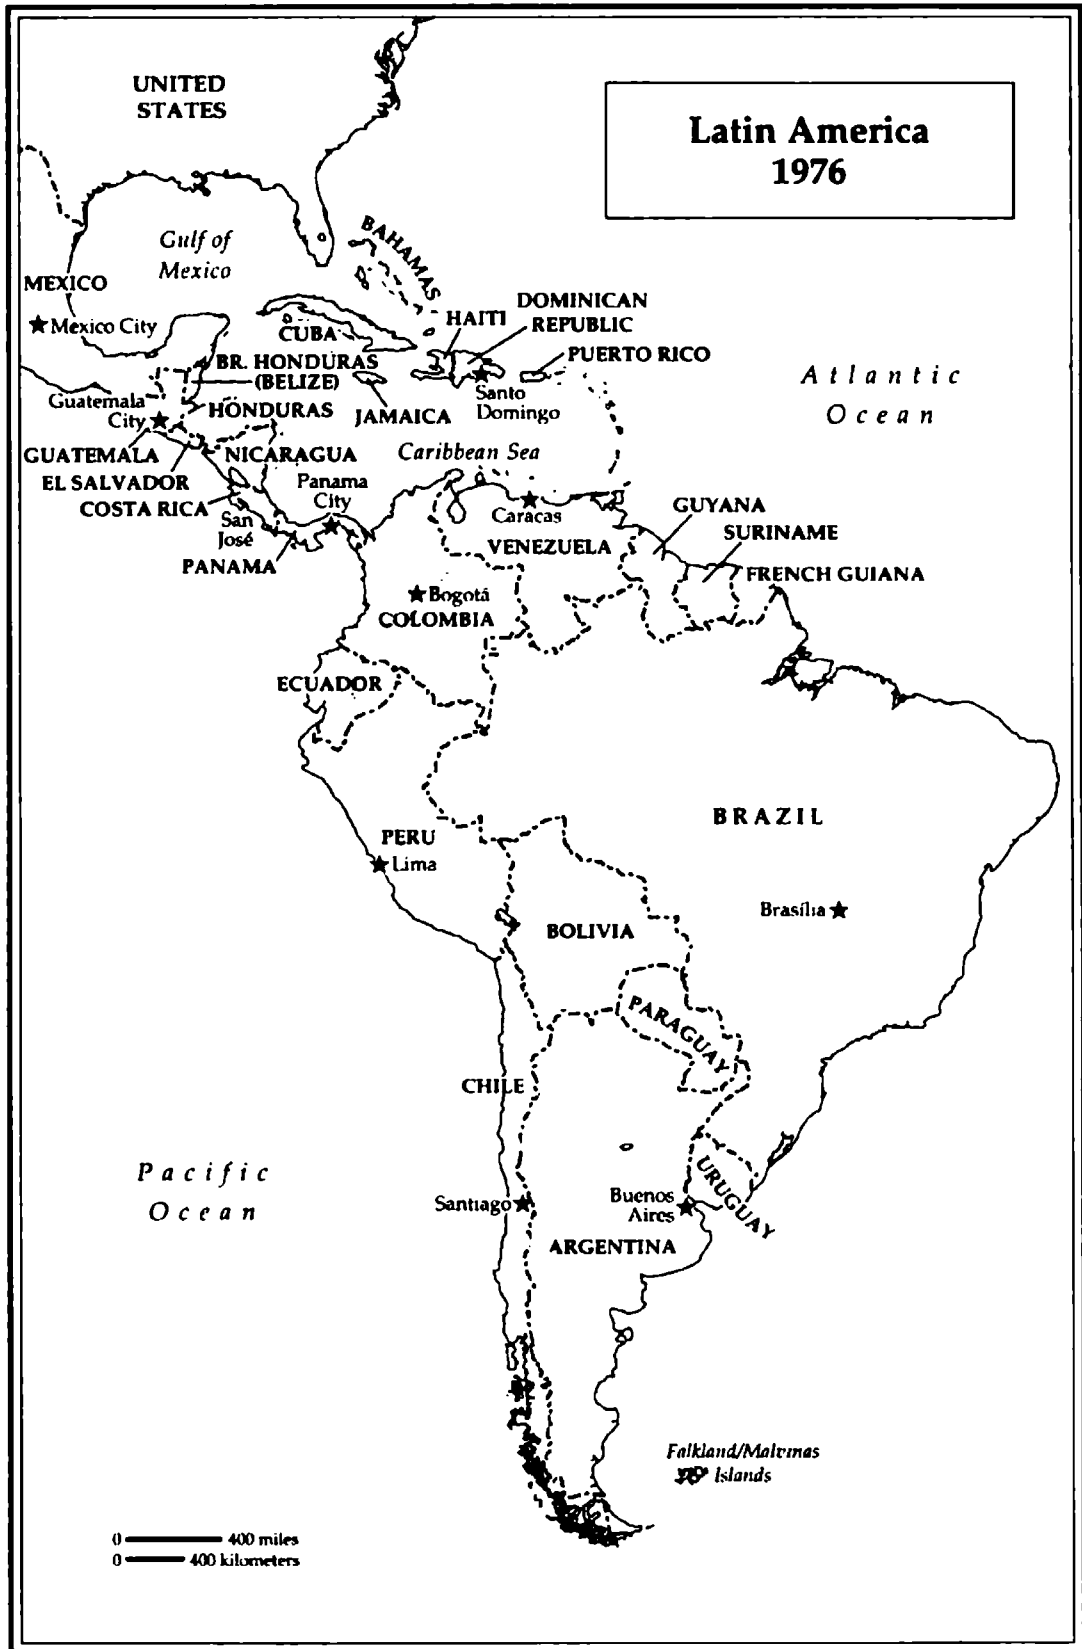 UNITED
STATES
Latin America
1976
Gulf of
Mexico
BAHAMAS
MEXICO
Mexico City
CUBA
HAITI
DOMINICAN
REPUBLIC
PUERTO RICO
BR. HONDURAS
(BELIZE)
JAMAICA
Santo
Domingo
Atlantic
Ocean
Guatemala
City
HONDURAS
GUATEMALA
NICARAGUA
Caribbean Sea
EL SALVADOR
COSTA RICA
Panama
City
San
José
PANAMA
Caracas
VENEZUELA
GUYANA
SURINAME
FRENCH GUIANA
Bogotá
COLOMBIA
ECUADOR
BRAZIL
PERU
Lima
Brasília
BOLIVIA
PARAGUAY
CHILE
Pacific
Ocean
Santiago
Buenos
Aires
URUGUAY
ARGENTINA
Falkland/Malvinas
Islands
0 400 miles
0 400 kilometers